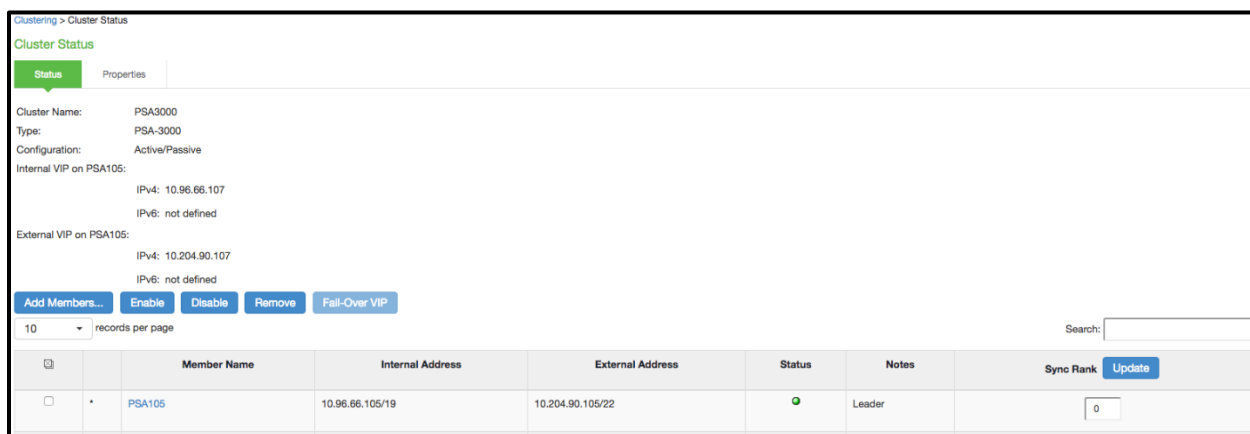 Clustering > Cluster Status
Cluster Status
Status Properties
Cluster Name: PSA3000
Type: PSA-3000
Configuration: Active/Passive
Internal VIP on PSA105:
IPv4: 10.96.66.107
IPv6: not defined
External VIP on PSA105:
IPv4: 10.204.90.107
IPv6: not defined
Add Members... Enable Disable Remove Fail-Over VIP
10 records per page Search:
Member Name Internal Address External Address Status Notes Sync Rank Update
* PSA105 10.96.66.105/19 10.204.90.105/22 Leader 0